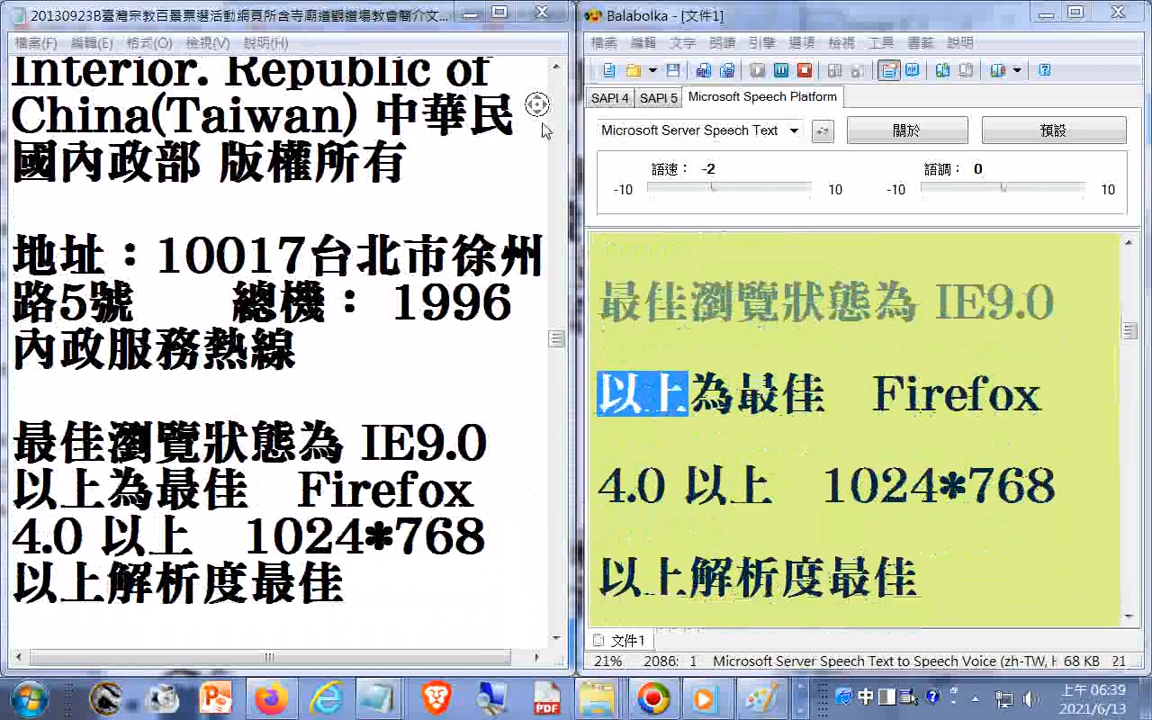 20130923B臺灣宗教百景票選活動網頁所含寺廟道觀道場教會簡介文...
檔案(F) 編輯(E) 格式(O) 檢視(V) 說明(H)
Interior. Republic of
China(Taiwan) 中華民
國內政部 版權所有
地址：10017台北市徐州
路5號 總機： 1996
內政服務熱線
最佳瀏覽狀態為 IE9.0
以上為最佳 Firefox
4.0 以上 1024*768
以上解析度最佳
Balabolka - [文件1]
檔案 編輯 文字 朗讀 引擎 選項 檢視 工具 書籤 說明
SAPI 4 SAPI 5 Microsoft Speech Platform
Microsoft Server Speech Text 關於 預設
語速： -2 語調： 0
-10 10 -10 10
最佳瀏覽狀態為 IE9.0
以上為最佳 Firefox
4.0 以上 1024*768
以上解析度最佳
文件1
21% 2086: 1 Microsoft Server Speech Text to Speech Voice (zh-TW, H 68 KB 21
PDF 中 上午 06:39
2021/6/13